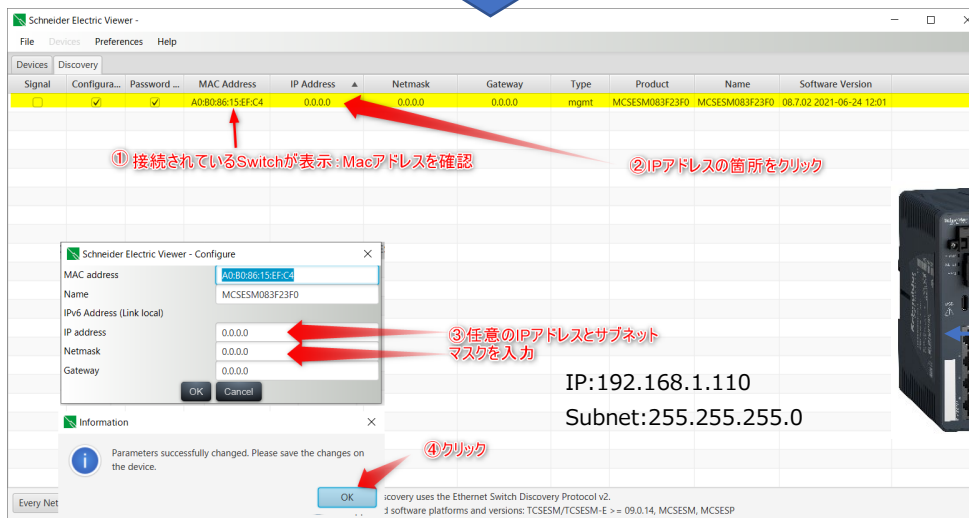 Schneider Electric Viewer -
File Devices Preferences Help
Devices Discovery
Signal Configura... Password ... MAC Address IP Address Netmask Gateway Type Product Name Software Version
A0:B0:86:15:EF:C4 0.0.0.0 0.0.0.0 0.0.0.0 mgmt MCSESM083F23F0 MCSESM083F23F0 08.7.02 2021-06-24 12:01
①接続されているSwitchが表示:Macアドレスを確認
②IPアドレスの箇所をクリック
Schneider Electric Viewer - Configure
MAC address A0:B0:86:15:EF:C4
Name MCSESM083F23F0
IPv6 Address (Link local)
IP address 0.0.0.0
Netmask 0.0.0.0
Gateway 0.0.0.0
OK Cancel
③任意のIPアドレスとサブネット
マスクを入力
IP:192.168.1.110
Subnet:255.255.255.0
Information
Parameters successfully changed. Please save the changes on
the device.
④クリック
OK
Every Net
scovery uses the Ethernet Switch Discovery Protocol v2.
d software platforms and versions: TCSESM/TCSESM-E >= 09.0.14, MCSESM, MCSESP